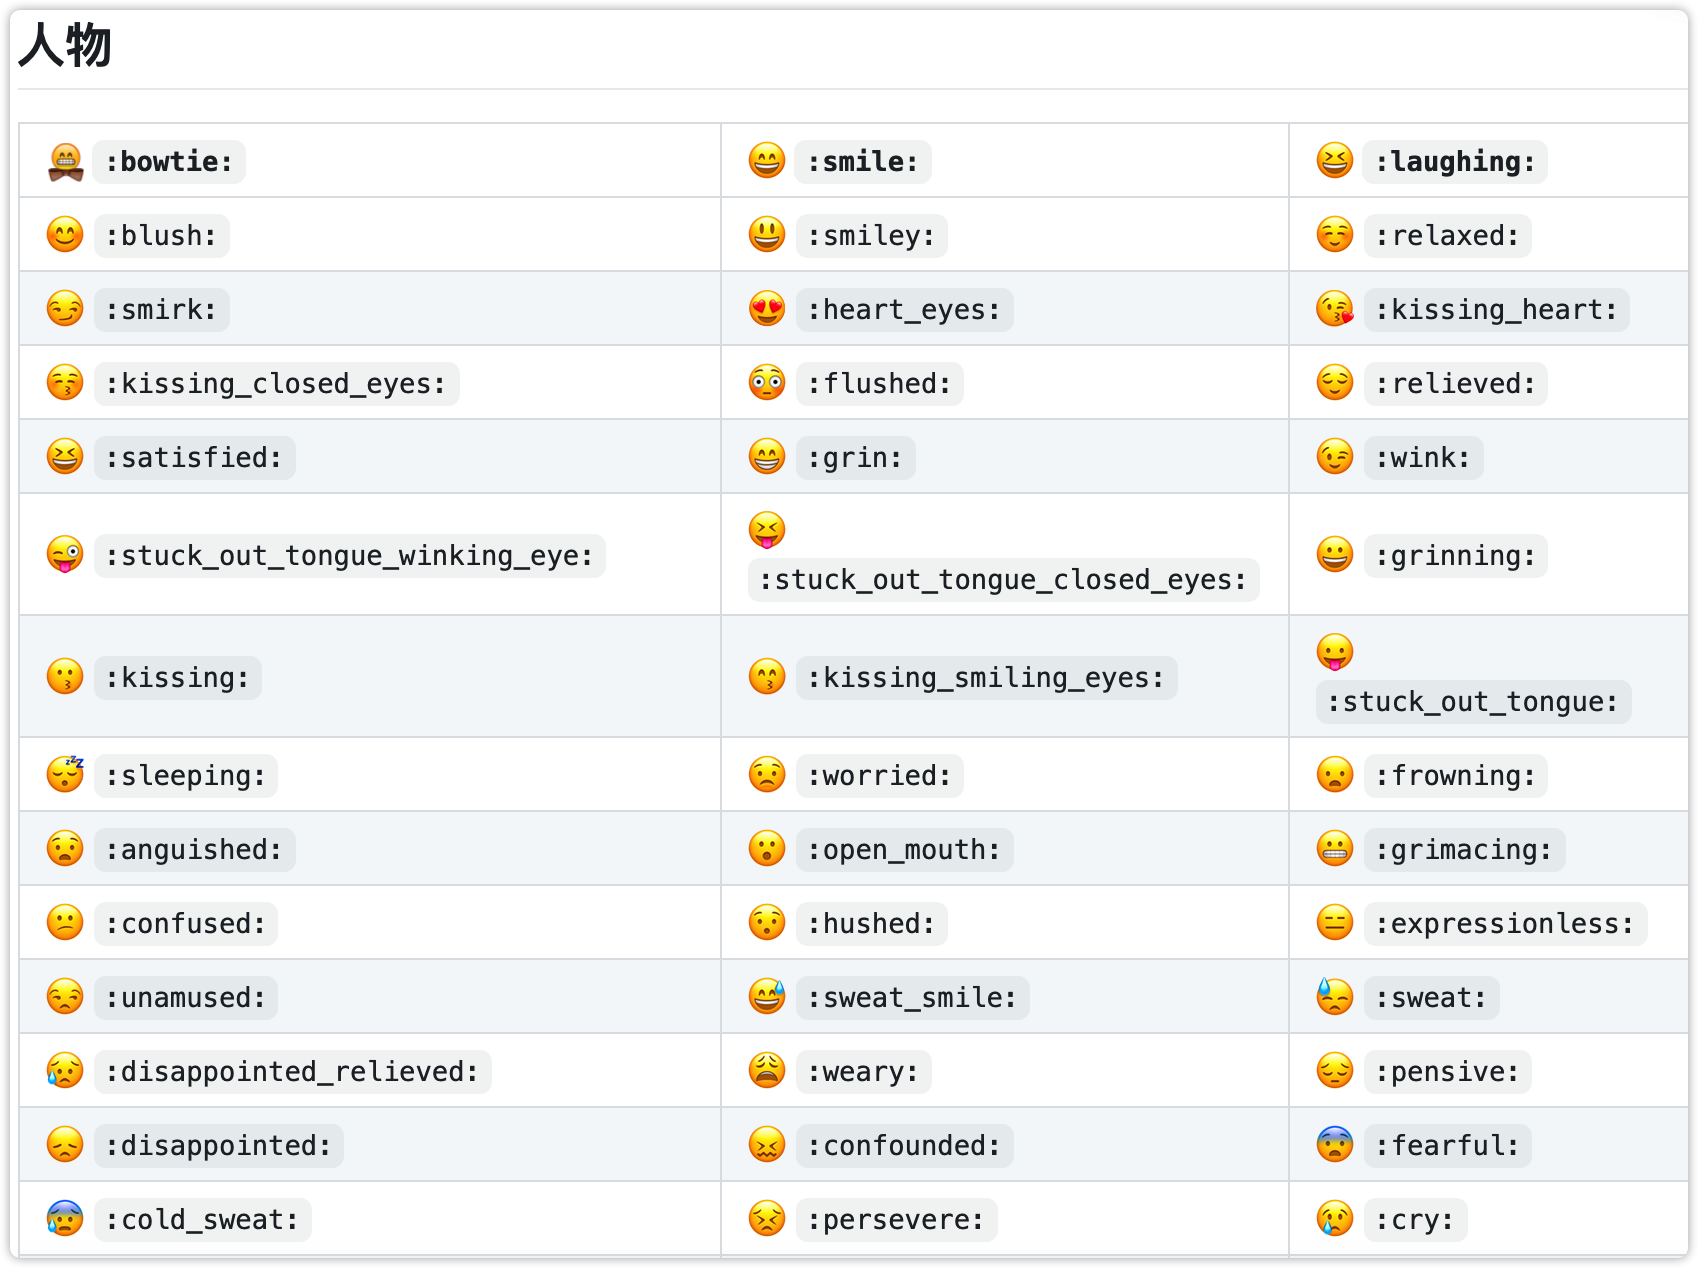 人物
:bowtie: :smile: :laughing:
:blush: :smiley: :relaxed:
:smirk: :heart_eyes: :kissing_heart:
:kissing_closed_eyes: :flushed: :relieved:
:satisfied: :grin: :wink:
:stuck_out_tongue_winking_eye: :stuck_out_tongue_closed_eyes: :grinning:
:kissing: :kissing_smiling_eyes: :stuck_out_tongue:
:sleeping: :worried: :frowning:
:anguished: :open_mouth: :grimacing:
:confused: :hushed: :expressionless:
:unamused: :sweat_smile: :sweat:
:disappointed_relieved: :weary: :pensive:
:disappointed: :confounded: :fearful:
:cold_sweat: :persevere: :cry: